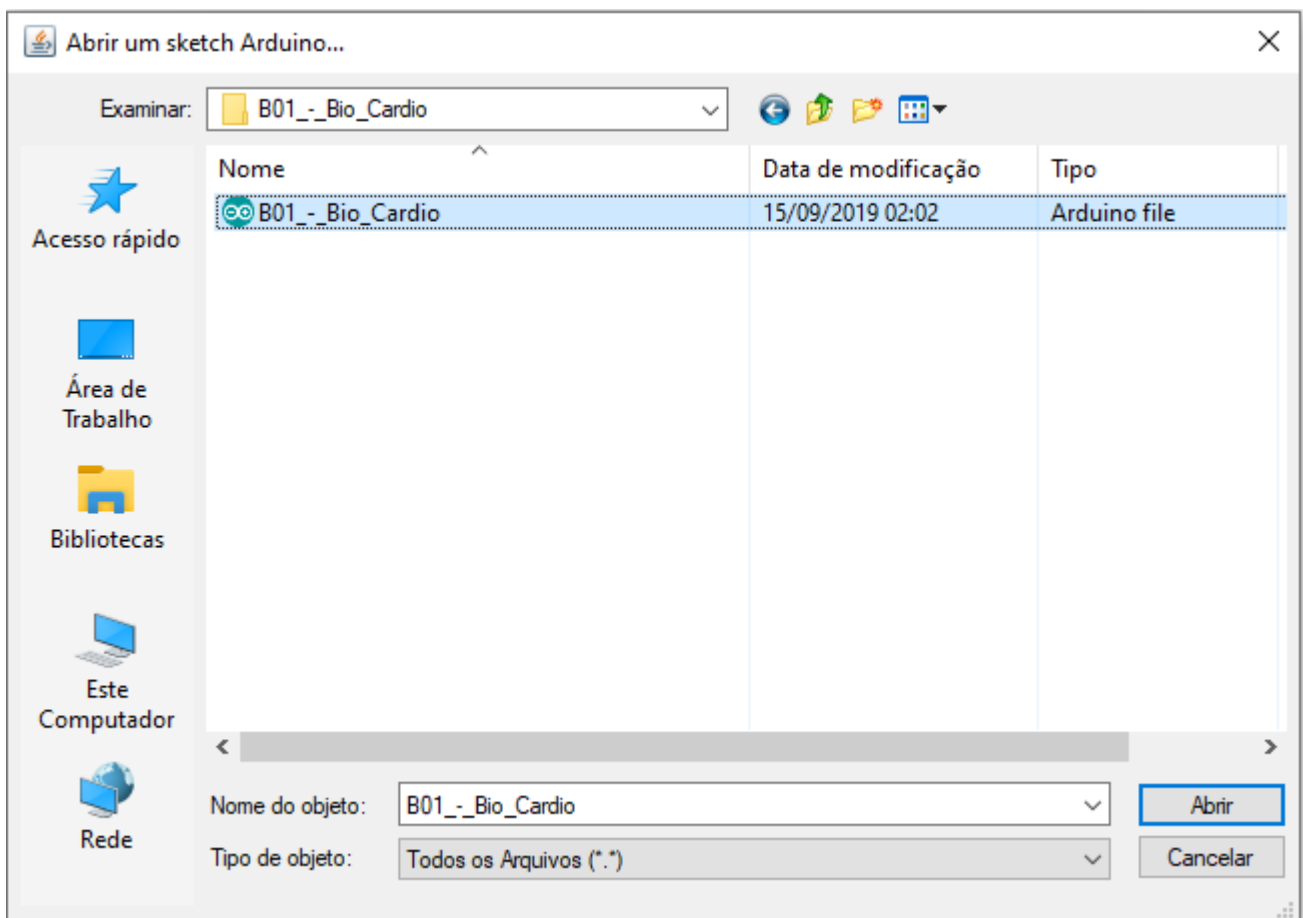 Abrir um sketch Arduino...
Examinar: B01_-_Bio_Cardio
Nome Data de modificação Tipo
B01_-_Bio_Cardio 15/09/2019 02:02 Arduino file
Acesso rápido
Área de
Trabalho
Bibliotecas
Este
Computador
Rede
Nome do objeto: B01_-_Bio_Cardio Abrir
Tipo de objeto: Todos os Arquivos (*.*) Cancelar